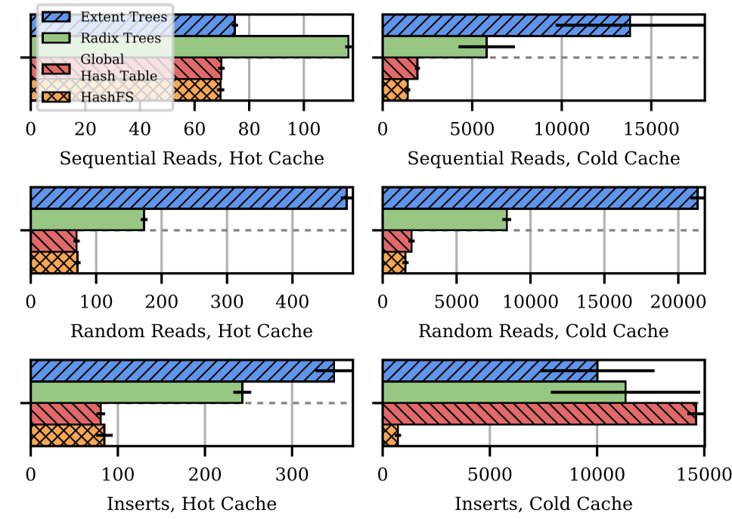 Extent Trees
Radix Trees
Global
Hash Table
HashFS
0 20 40 60 80 100
Sequential Reads, Hot Cache
0 5000 10000 15000
Sequential Reads, Cold Cache
0 100 200 300 400
Random Reads, Hot Cache
0 5000 10000 15000 20000
Random Reads, Cold Cache
0 100 200 300
Inserts, Hot Cache
0 5000 10000 15000
Inserts, Cold Cache